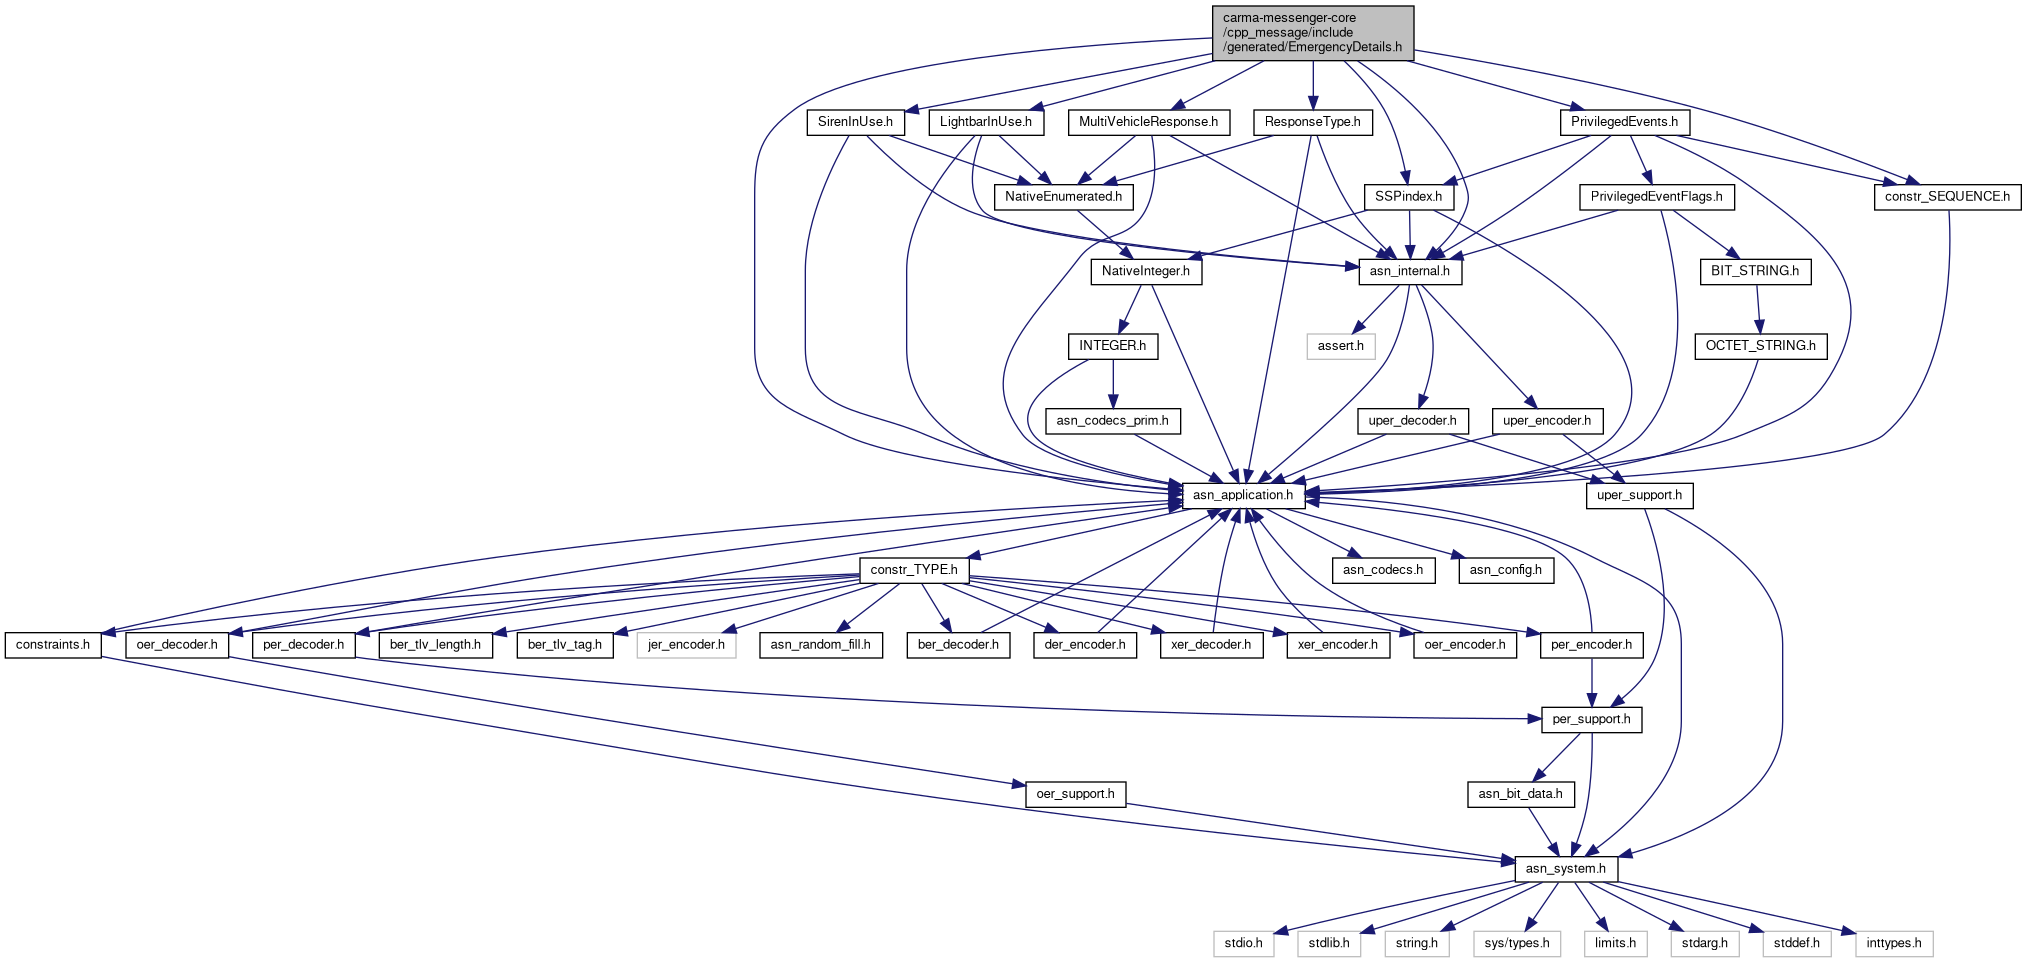 carma-messenger-core
/cpp_message/include
/generated/EmergencyDetails.h
SirenInUse.h
LightbarInUse.h
MultiVehicleResponse.h
ResponseType.h
PrivilegedEvents.h
NativeEnumerated.h
SSPindex.h
PrivilegedEventFlags.h
constr_SEQUENCE.h
NativeInteger.h
asn_internal.h
BIT_STRING.h
INTEGER.h
assert.h
OCTET_STRING.h
asn_codecs_prim.h
uper_decoder.h
uper_encoder.h
asn_application.h
uper_support.h
constr_TYPE.h
asn_codecs.h
asn_config.h
constraints.h
oer_decoder.h
per_decoder.h
ber_tlv_length.h
ber_tlv_tag.h
jer_encoder.h
asn_random_fill.h
ber_decoder.h
der_encoder.h
xer_decoder.h
xer_encoder.h
oer_encoder.h
per_encoder.h
per_support.h
oer_support.h
asn_bit_data.h
asn_system.h
stdio.h
stdlib.h
string.h
sys/types.h
limits.h
stdarg.h
stddef.h
inttypes.h